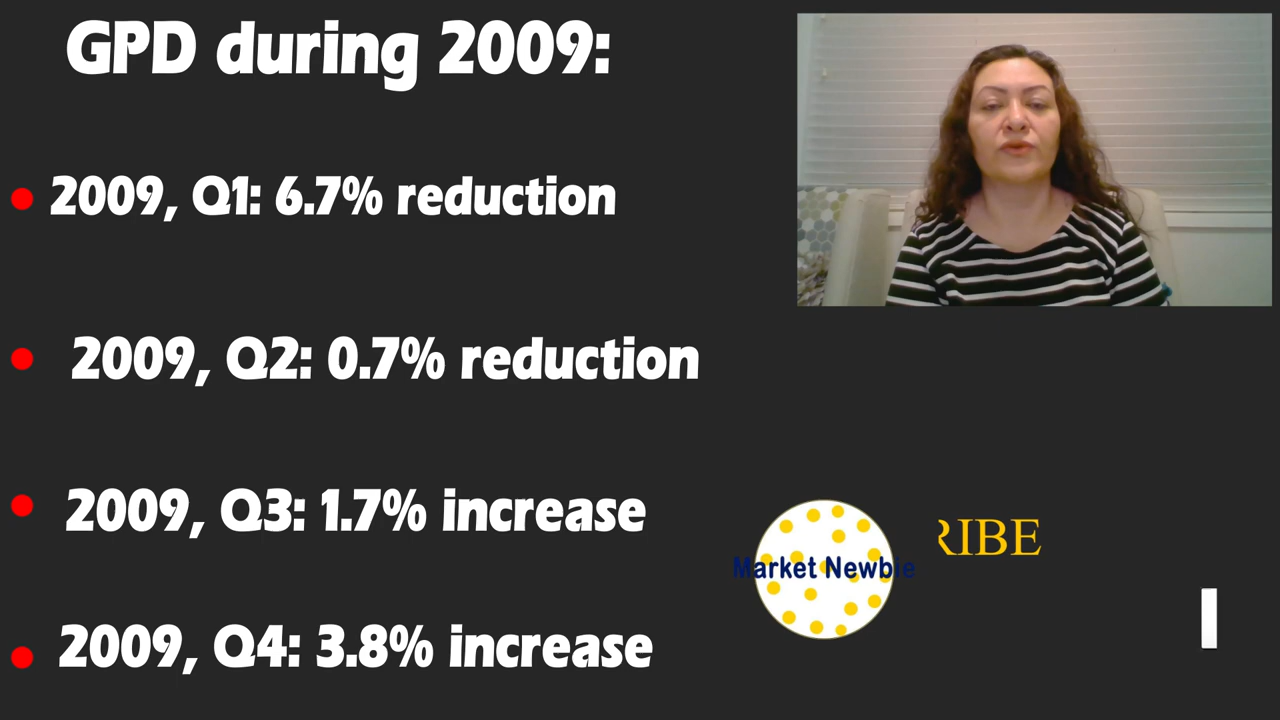 GPD during 2009:
2009, Q1: 6.7% reduction
2009, Q2: 0.7% reduction
2009, Q3: 1.7% increase
2009, Q4: 3.8% increase
Market Newbie
RIBE